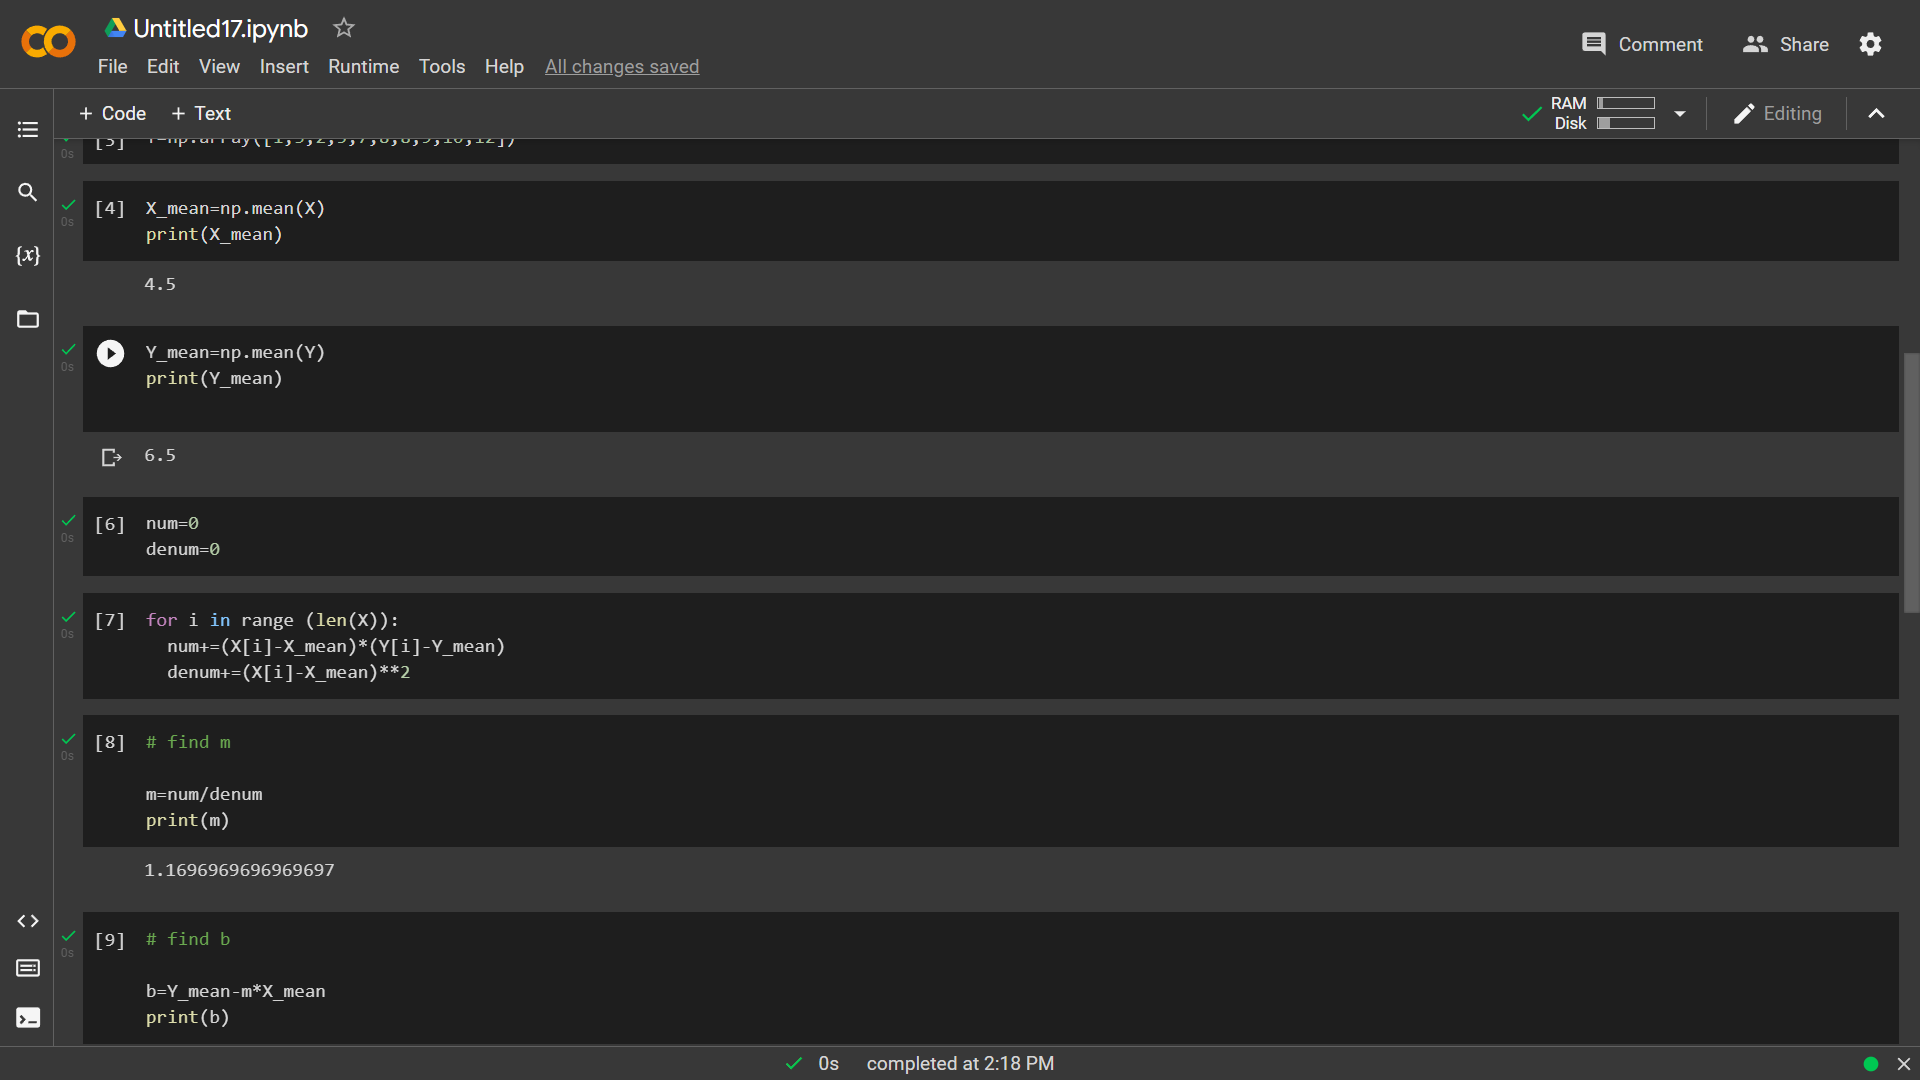 Untitled17.ipynb
File Edit View Insert Runtime Tools Help All changes saved
Comment Share
+ Code + Text
RAM
Disk
Editing
0s
[4] X_mean=np.mean(X)
print(X_mean)
0s
4.5
Y_mean=np.mean(Y)
print(Y_mean)
0s
6.5
[6] num=0
denum=0
0s
[7] for i in range (len(X)):
num+=(X[i]-X_mean)*(Y[i]-Y_mean)
denum+=(X[i]-X_mean)**2
0s
[8] # find m
0s
m=num/denum
print(m)
1.1696969696969697
[9] # find b
0s
b=Y_mean-m*X_mean
print(b)
0s completed at 2:18 PM
{x}